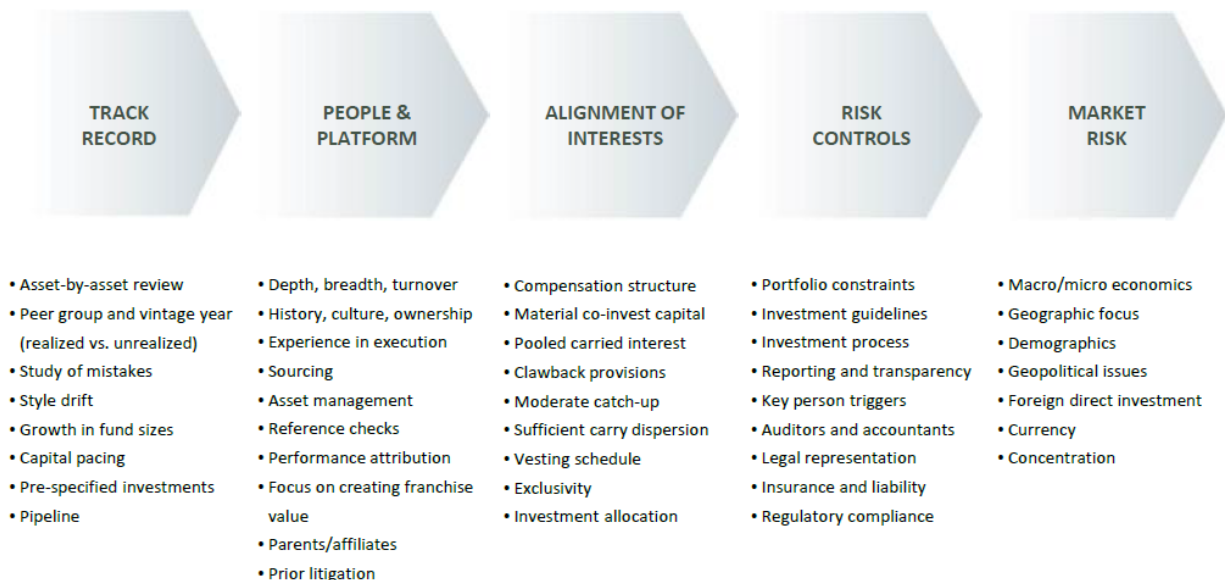 TRACK
RECORD
PEOPLE &
PLATFORM
ALIGNMENT OF
INTERESTS
RISK
CONTROLS
MARKET
RISK
• Asset-by-asset review
• Peer group and vintage year
(realized vs. unrealized)
• Study of mistakes
• Style drift
• Growth in fund sizes
• Capital pacing
• Pre-specified investments
• Pipeline
• Depth, breadth, turnover
• History, culture, ownership
• Experience in execution
• Sourcing
• Asset management
• Reference checks
• Performance attribution
• Focus on creating franchise
value
• Parents/affiliates
• Prior litigation
• Compensation structure
• Material co-invest capital
• Pooled carried interest
• Clawback provisions
• Moderate catch-up
• Sufficient carry dispersion
• Vesting schedule
• Exclusivity
• Investment allocation
• Portfolio constraints
• Investment guidelines
• Investment process
• Reporting and transparency
• Key person triggers
• Auditors and accountants
• Legal representation
• Insurance and liability
• Regulatory compliance
• Macro/micro economics
• Geographic focus
• Demographics
• Geopolitical issues
• Foreign direct investment
• Currency
• Concentration